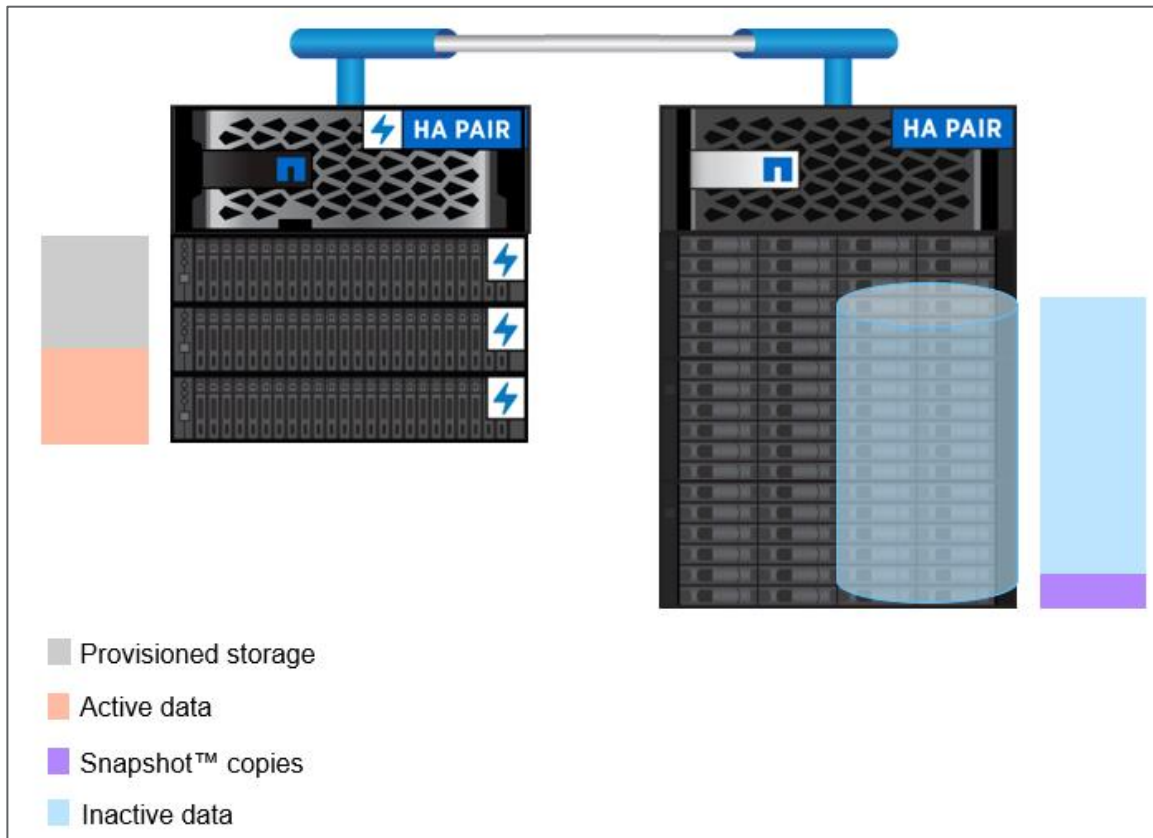 HA PAIR
HA PAIR
Provisioned storage
Active data
Snapshot™ copies
Inactive data